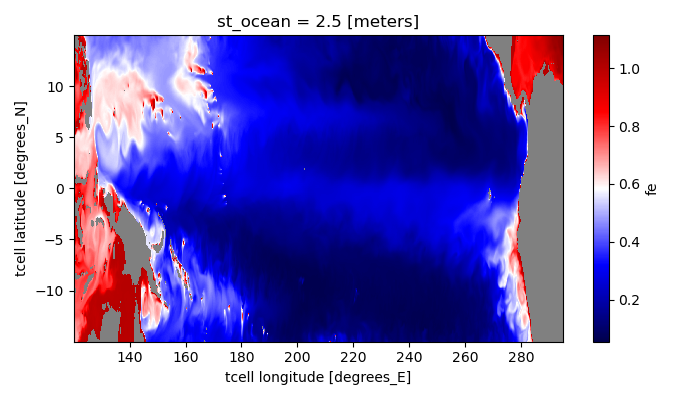 st_ocean = 2.5 [meters]
10
5
0
−5
−10
tcell latitude [degrees_N]
140 160 180 200 220 240 260 280
tcell longitude [degrees_E]
1.0
0.8
0.6
0.4
0.2
fe